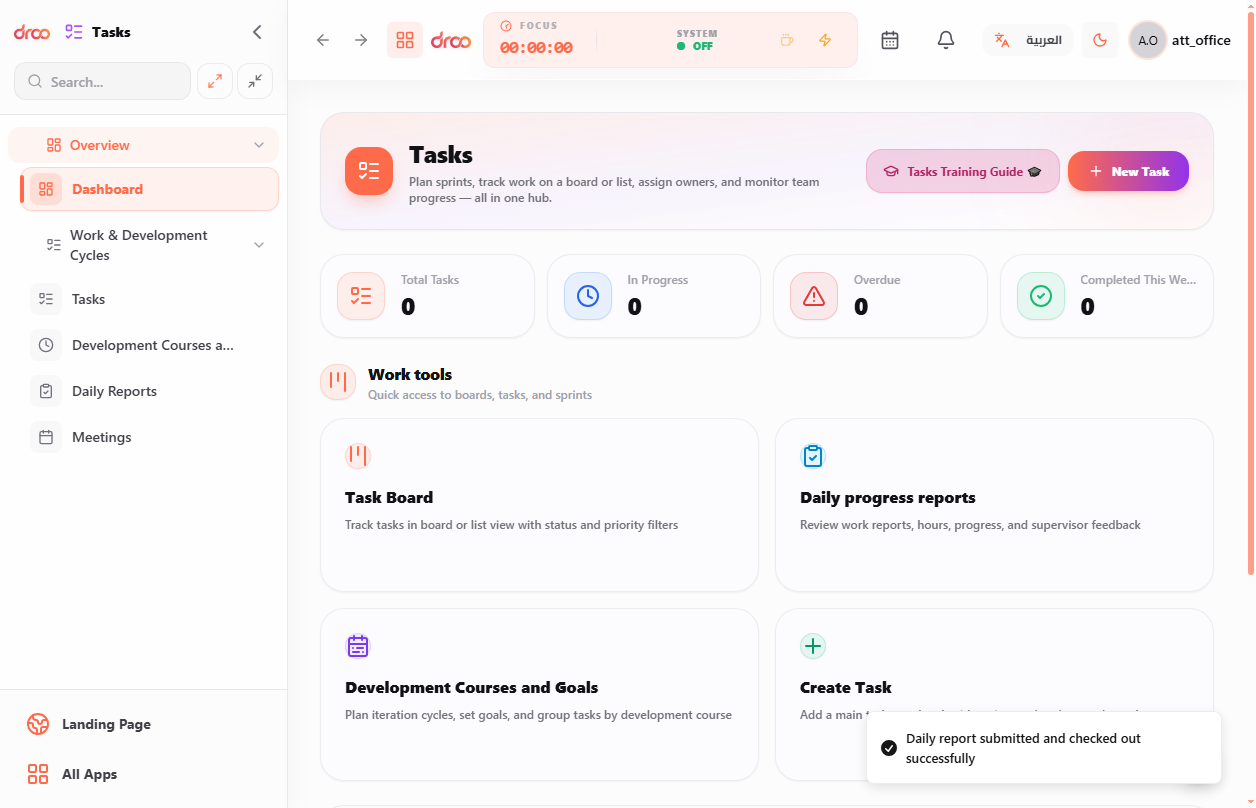 droo
Tasks
Search...
Overview
Dashboard
Work & Development
Cycles
Tasks
Development Courses a...
Daily Reports
Meetings
Landing Page
All Apps
droo
FOCUS
00:00:00
SYSTEM
OFF
العربية
A.O
att_office
Tasks
Plan sprints, track work on a board or list, assign owners, and monitor team
progress — all in one hub.
Tasks Training Guide 🎓
New Task
Total Tasks
0
In Progress
0
Overdue
0
Completed This We...
0
Work tools
Quick access to boards, tasks, and sprints
Task Board
Track tasks in board or list view with status and priority filters
Daily progress reports
Review work reports, hours, progress, and supervisor feedback
Development Courses and Goals
Plan iteration cycles, set goals, and group tasks by development course
Create Task
Add a main
Daily report submitted and checked out
successfully